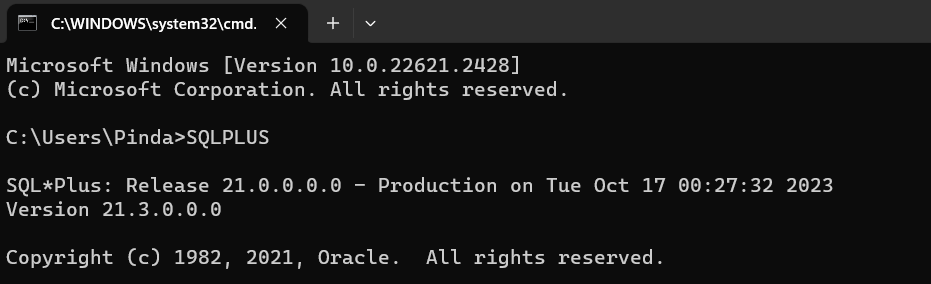 C:\WINDOWS\system32\cmd.
Microsoft Windows [Version 10.0.22621.2428]
(c) Microsoft Corporation. All rights reserved.
C:\Users\Pinda>SQLPLUS
SQL*Plus: Release 21.0.0.0.0 - Production on Tue Oct 17 00:27:32 2023
Version 21.3.0.0.0
Copyright (c) 1982, 2021, Oracle.  All rights reserved.